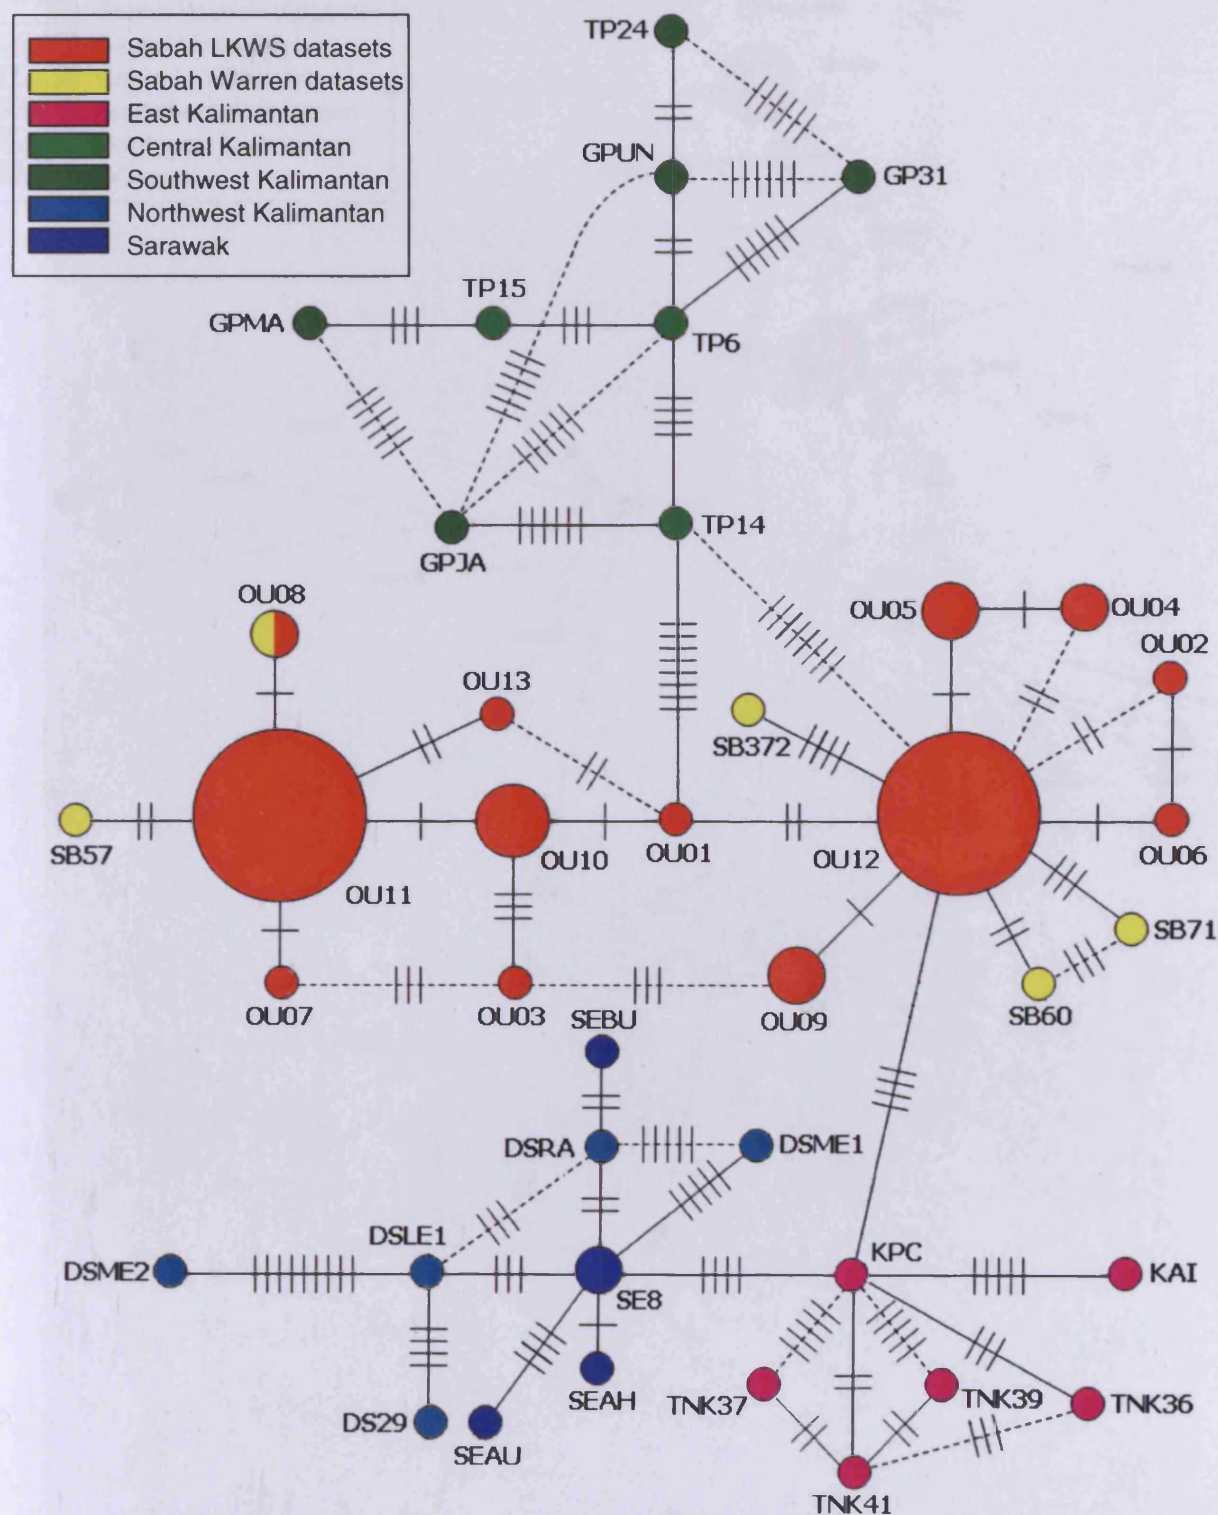 Sabah LKWS datasets
Sabah Warren datasets
East Kalimantan
Central Kalimantan
Southwest Kalimantan
Northwest Kalimantan
Sarawak
TP24
GPUN
GP31
TP15
GPMA
TP6
TP14
GPJA
OU08
OU05
OU04
OU02
OU13
SB372
SB57
OU11
OU10
OU01
OU12
OU06
SB71
OU07
OU03
OU09
SB60
SEBU
DSRA
DSME1
DSME2
DSLE1
SE8
KPC
KAI
SEAH
TNK37
TNK39
TNK36
DS29
SEAU
TNK41